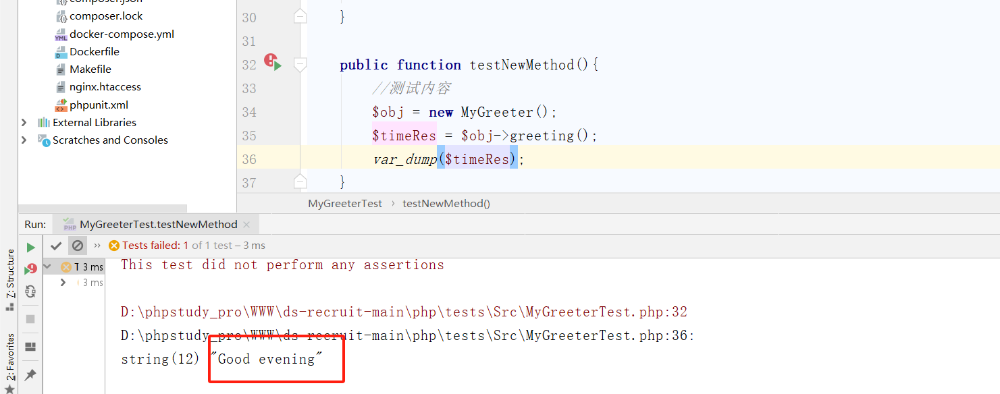 composer.json
composer.lock
docker-compose.yml
Dockerfile
Makefile
nginx.htaccess
phpunit.xml
External Libraries
Scratches and Consoles
30 }
31
32 public function testNewMethod(){
33 //测试内容
34 $obj = new MyGreeter();
35 $timeRes = $obj->greeting();
36 var_dump($timeRes);
37 }
MyGreeterTest › testNewMethod()
Run: MyGreeterTest.testNewMethod
Tests failed: 1 of 1 test – 3 ms
T 3 ms
3 ms
This test did not perform any assertions
D:\phpstudy_pro\WWW\ds-recruit-main\php\tests\Src\MyGreeterTest.php:32
D:\phpstudy_pro\WWW\ds-recruit-main\php\tests\Src\MyGreeterTest.php:36:
string(12) "Good evening"
7: Structure
2: Favorites